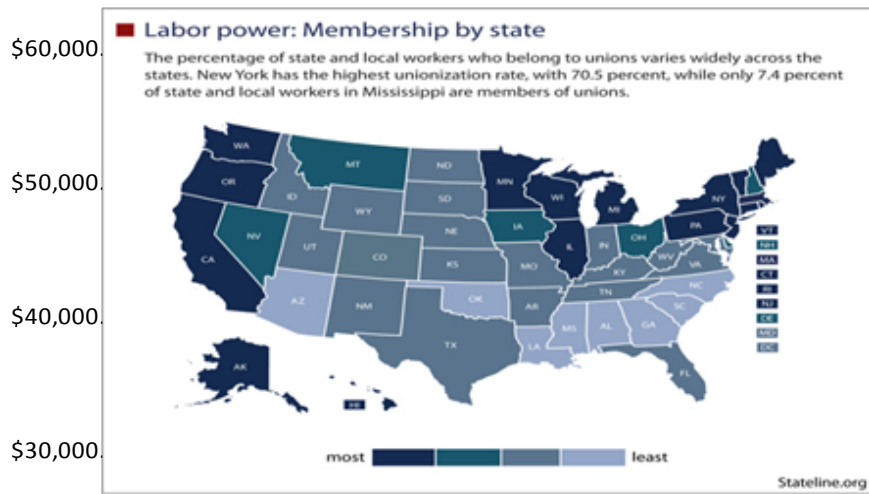 Labor power: Membership by state
$60,000
The percentage of state and local workers who belong to unions varies widely across the
states. New York has the highest unionization rate, with 70.5 percent, while only 7.4 percent
of state and local workers in Mississippi are members of unions.
WA
MT
ND
MN
OR
$50,000
ID
SD
WI
MI
NY
WY
IA
PA
VT
NH
NE
NV
OH
MA
IL
IN
UT
CO
WV
CT
CA
KS
MO
VA
RI
KY
NJ
NC
TN
DE
AZ
OK
MD
NM
AR
SC
DC
$40,000
MS
AL
GA
TX
LA
AK
FL
HI
$30,000
most
least
Stateline.org